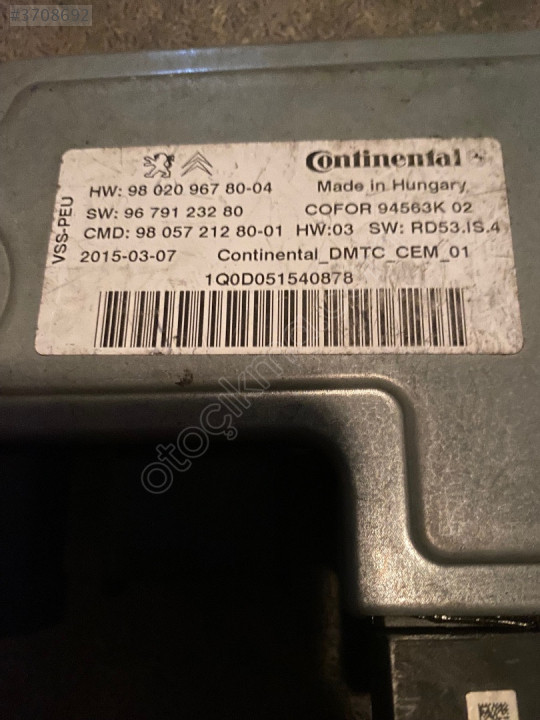 #3708692
Continental
HW: 98 020 967 80-04
Made in Hungary
SW: 96 791 232 80
COFOR 94563K 02
CMD: 98 057 212 80-01 HW:03 SW: RD53.IS.4
2015-03-07 Continental_DMTC_CEM_01
1Q0D051540878
VSS-PEU
otoçıkma